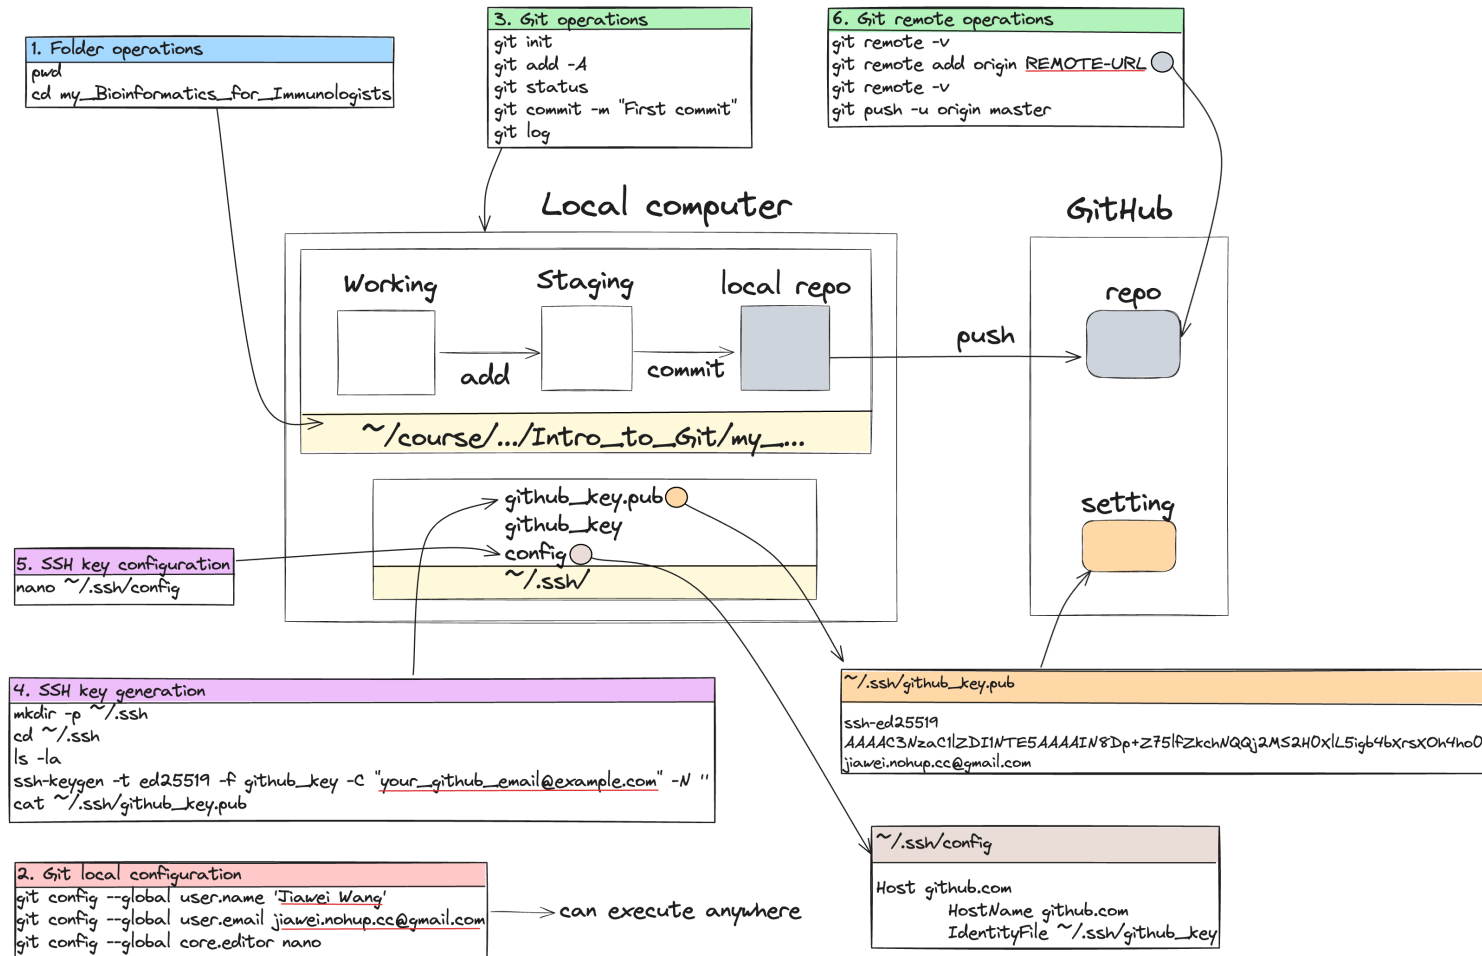 1. Folder operations
pwd
cd my_Bioinformatics_for_Immunologists
3. Git operations
git init
git add -A
git status
git commit -m "First commit"
git log
6. Git remote operations
git remote -v
git remote add origin REMOTE-URL
git remote -v
git push -u origin master
Local computer
GitHub
Working
Staging
local repo
add
commit
push
repo
~/course/.../Intro_to_Git/my_...
github_key.pub
github_key
config
~/.ssh/
setting
5. SSH key configuration
nano ~/.ssh/config
4. SSH key generation
mkdir -p ~/.ssh
cd ~/.ssh
ls -la
ssh-keygen -t ed25519 -f github_key -C "your_github_email@example.com" -N ''
cat ~/.ssh/github_key.pub
~/.ssh/github_key.pub
ssh-ed25519
jiawei.nohup.cc@gmail.com
~/.ssh/config
Host github.com
HostName github.com
IdentityFile ~/.ssh/github_key
2. Git local configuration
git config --global user.name 'Jiawei Wang'
git config --global user.email jiawei.nohup.cc@gmail.com
git config --global core.editor nano
can execute anywhere